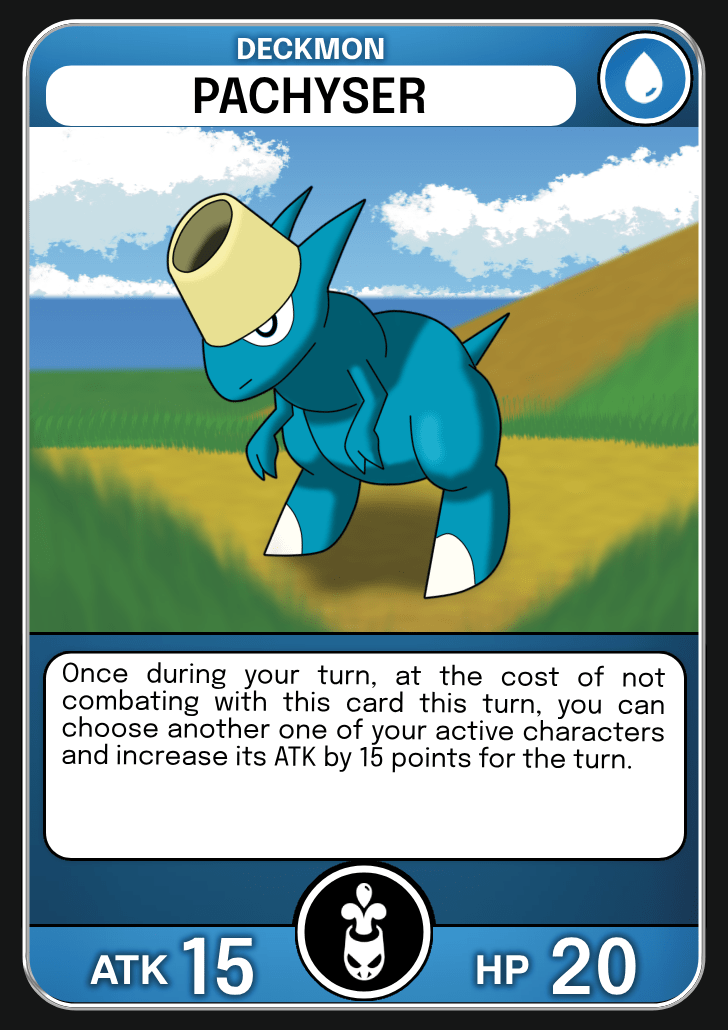 DECKMON
PACHYSER
Once during your turn, at the cost of not
combating with this card this turn, you can
choose another one of your active characters
and increase its ATK by 15 points for the turn.
ATK 15
HP 20